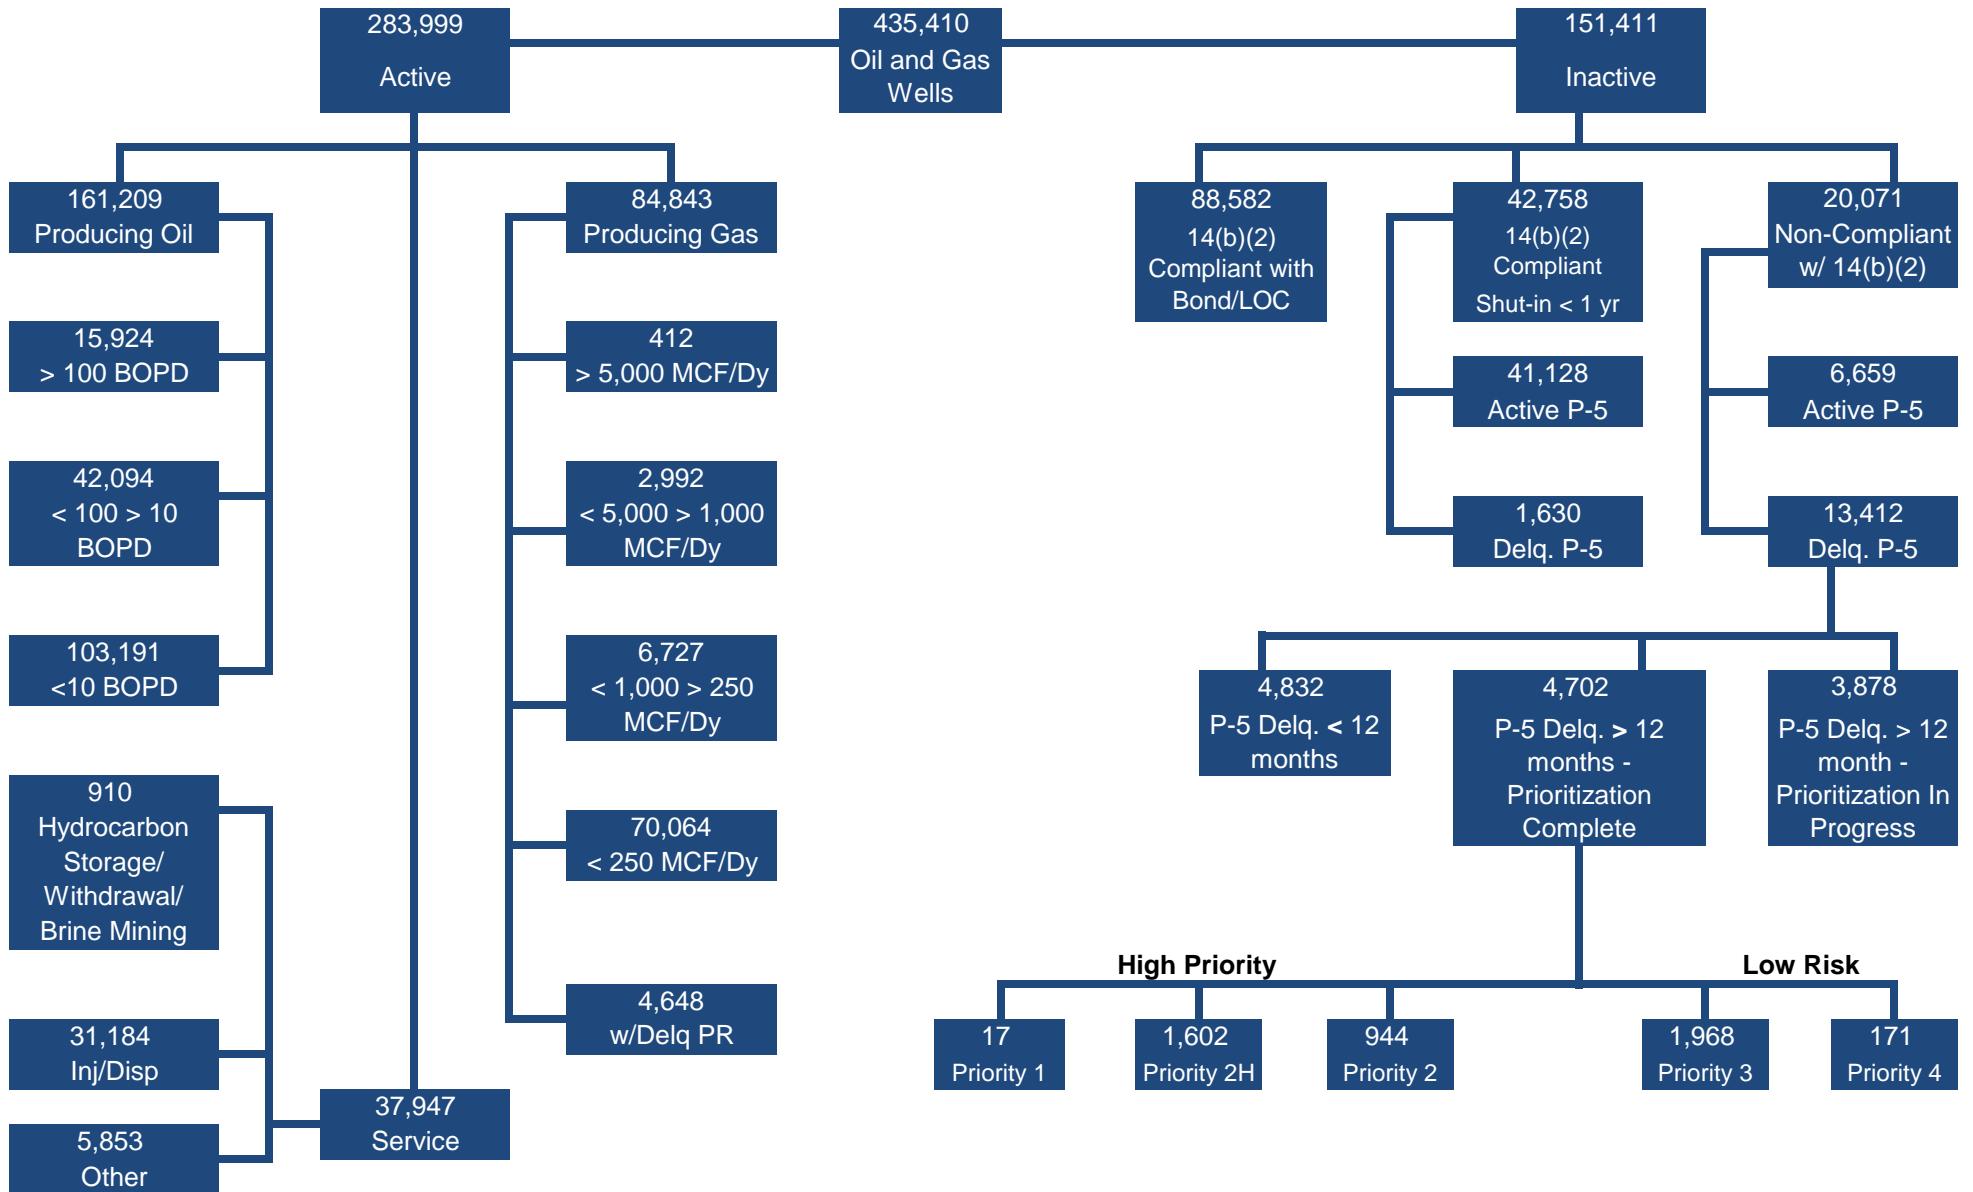 283,999
Active
435,410
Oil and Gas
Wells
151,411
Inactive
161,209
Producing Oil
15,924
> 100 BOPD
42,094
< 100 > 10
BOPD
103,191
<10 BOPD
84,843
Producing Gas
412
> 5,000 MCF/Dy
2,992
< 5,000 > 1,000
MCF/Dy
6,727
< 1,000 > 250
MCF/Dy
70,064
< 250 MCF/Dy
4,648
w/Delq PR
910
Hydrocarbon
Storage/
Withdrawal/
Brine Mining
31,184
Inj/Disp
5,853
Other
37,947
Service
88,582
14(b)(2)
Compliant with
Bond/LOC
42,758
14(b)(2)
Compliant
Shut-in < 1 yr
41,128
Active P-5
1,630
Delq. P-5
20,071
Non-Compliant
w/ 14(b)(2)
6,659
Active P-5
13,412
Delq. P-5
4,832
P-5 Delq. < 12
months
4,702
P-5 Delq. > 12
months -
Prioritization
Complete
3,878
P-5 Delq. > 12
month -
Prioritization In
Progress
High Priority
Low Risk
17
Priority 1
1,602
Priority 2H
944
Priority 2
1,968
Priority 3
171
Priority 4